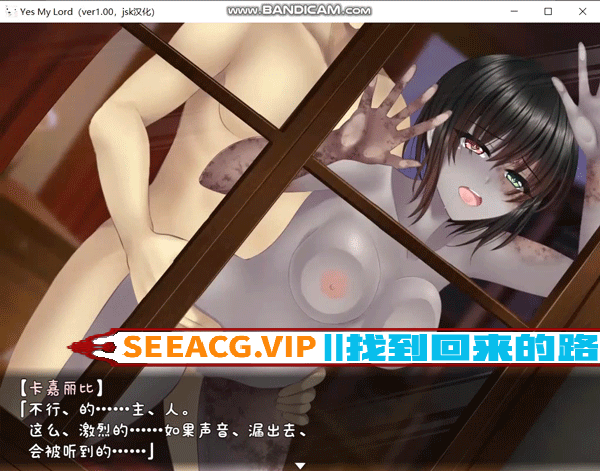 Yes My Lord（ver1.00，jsk汉化）
www.BANDICAM.com
SEEACG.VIP||找到回来的路
【卡嘉丽比】
「不行、的……主、人。
这么、激烈的……如果声音、漏出去、
会被听到的……」